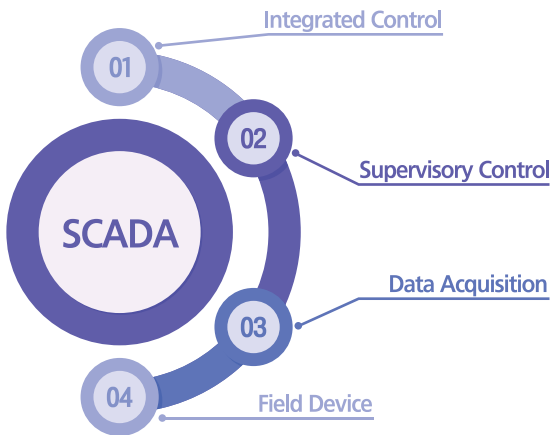 Integrated Control
01
02
Supervisory Control
SCADA
Data Acquisition
03
04
Field Device